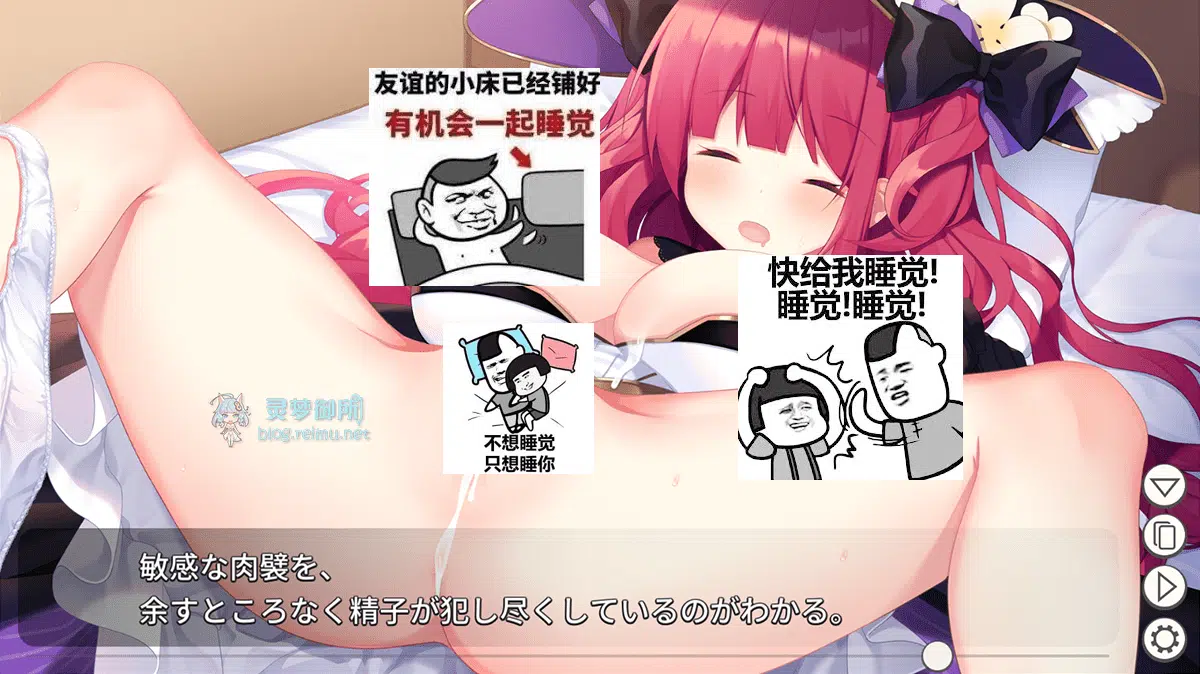 友谊的小床已经铺好
有机会一起睡觉
快给我睡觉!
睡觉!睡觉!
不想睡觉
只想睡你
灵梦御所
blog.reimu.net
敏感な肉襞を、
余すところなく精子が犯し尽くしているのがわかる。